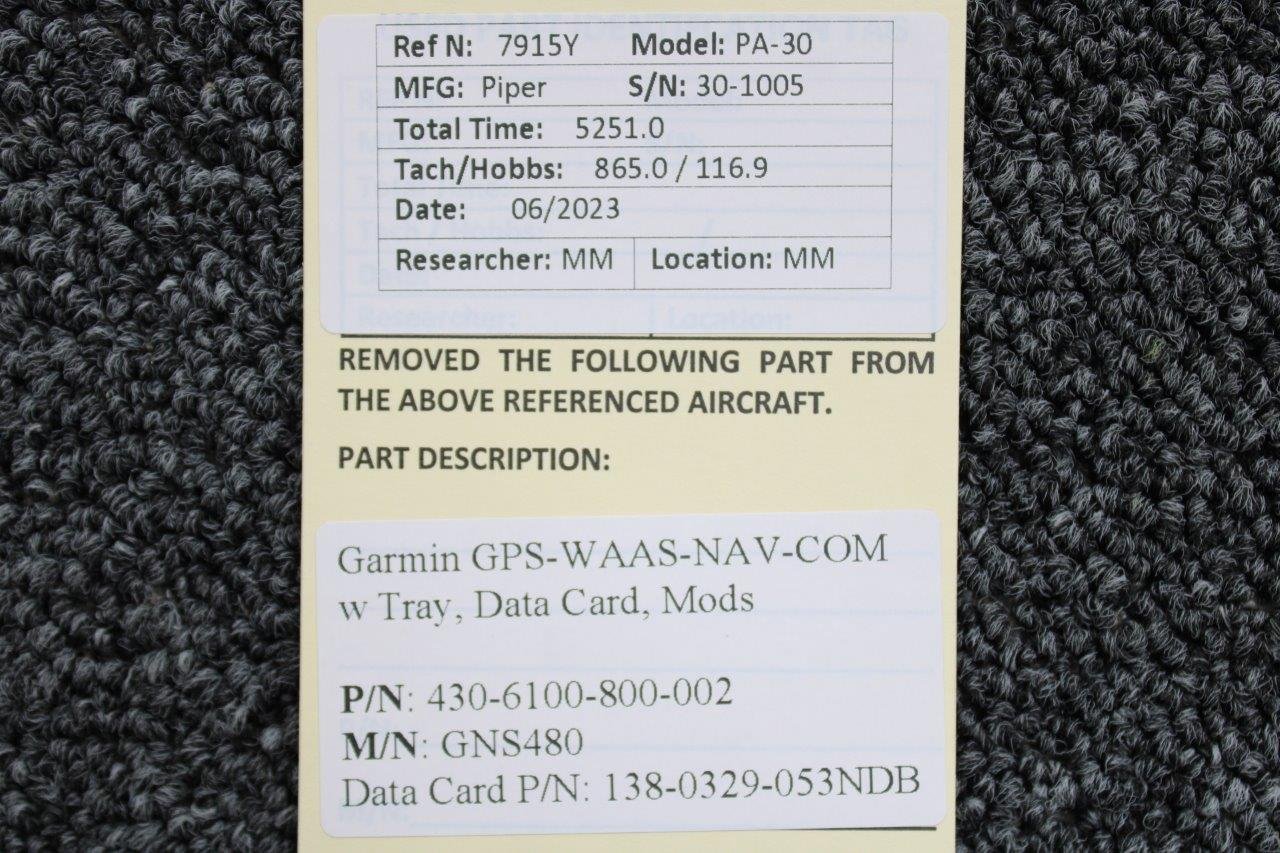 Ref N: 7915Y Model: PA-30
MFG: Piper S/N: 30-1005
Total Time: 5251.0
Tach/Hobbs: 865.0 / 116.9
Date: 06/2023
Researcher: MM Location: MM
Researcher: Location:
REMOVED THE FOLLOWING PART FROM
THE ABOVE REFERENCED AIRCRAFT.
PART DESCRIPTION:
Garmin GPS-WAAS-NAV-COM
w Tray, Data Card, Mods
P/N: 430-6100-800-002
M/N: GNS480
Data Card P/N: 138-0329-053NDB
M/N: